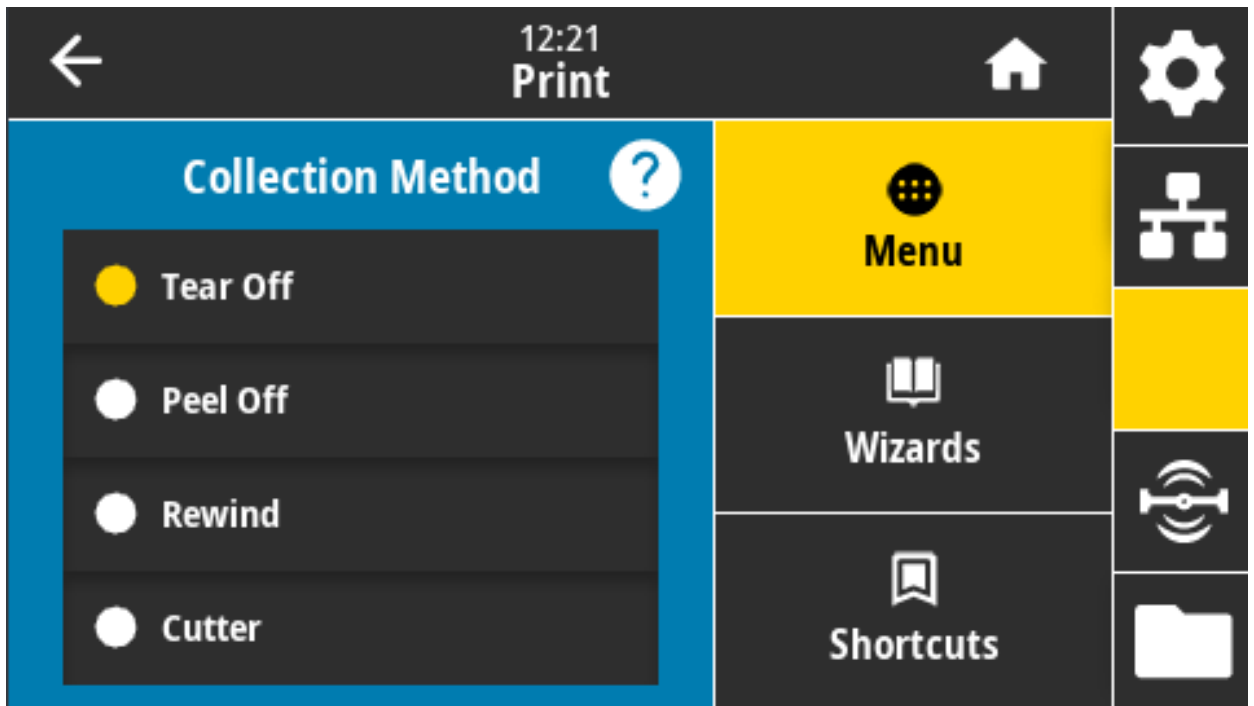 12:21
Print
Collection Method
?
Tear Off
Peel Off
Rewind
Cutter
Menu
Wizards
Shortcuts